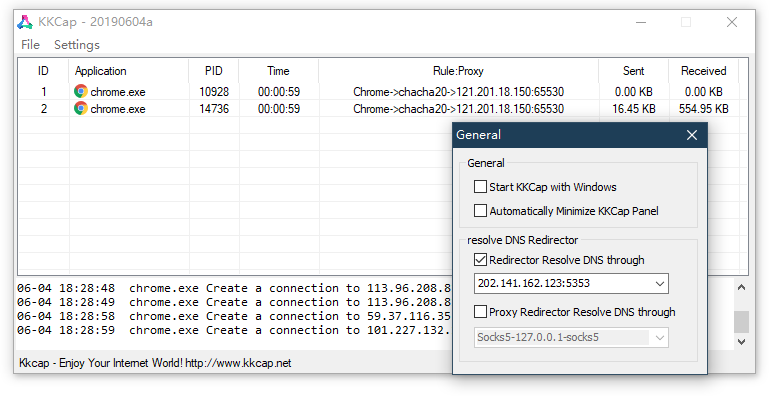 KKCap - 20190604a
File Settings
ID Application PID Time Rule:Proxy Sent Received
1 chrome.exe 10928 00:00:59 Chrome->chacha20->121.201.18.150:65530 0.00 KB 0.00 KB
2 chrome.exe 14736 00:00:59 Chrome->chacha20->121.201.18.150:65530 16.45 KB 554.95 KB
General
General
Start KKCap with Windows
Automatically Minimize KKCap Panel
resolve DNS Redirector
Redirector Resolve DNS through
202.141.162.123:5353
Proxy Redirector Resolve DNS through
Socks5-127.0.0.1-socks5
06-04 18:28:48 chrome.exe Create a connection to 113.96.208.8
06-04 18:28:49 chrome.exe Create a connection to 113.96.208.8
06-04 18:28:58 chrome.exe Create a connection to 59.37.116.35
06-04 18:28:59 chrome.exe Create a connection to 101.227.132.
Kkcap - Enjoy Your Internet World! http://www.kkcap.net